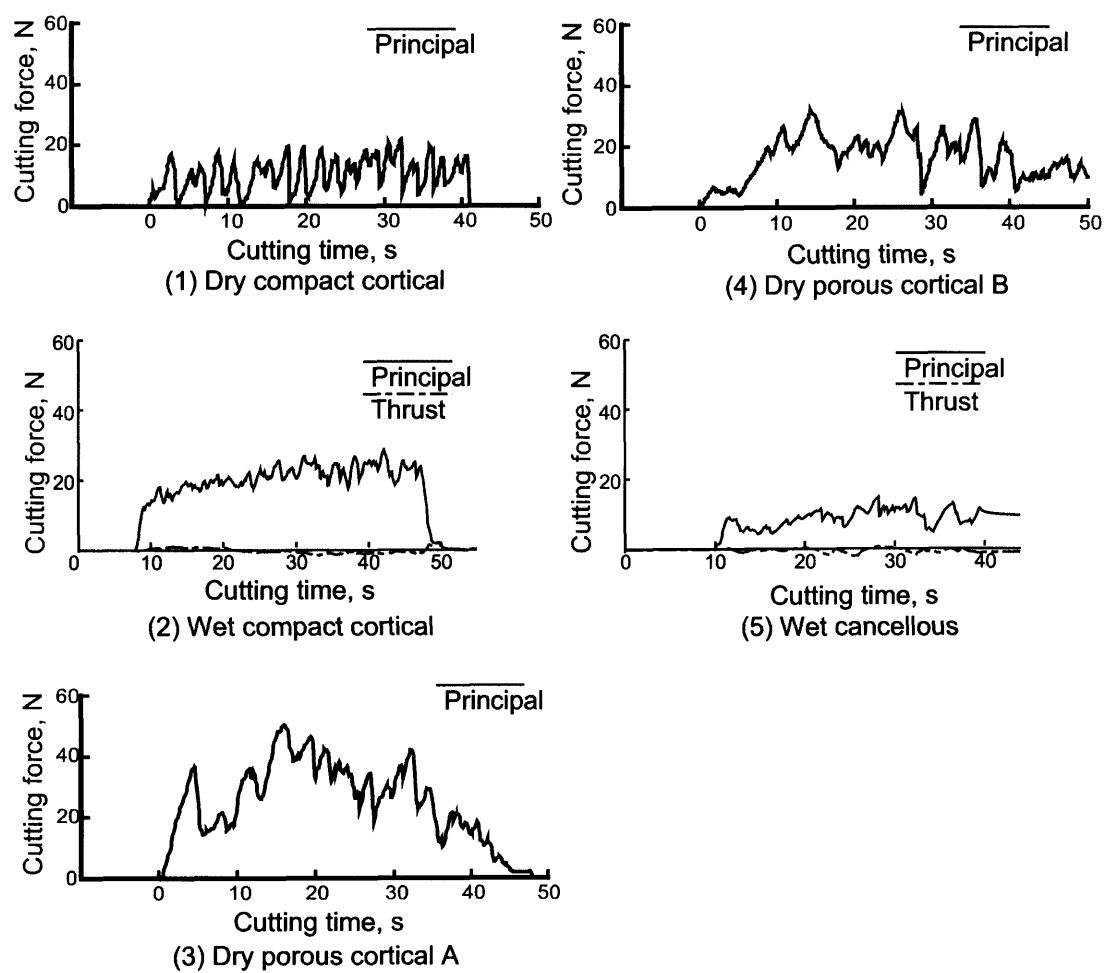 Cutting force, N
60
40
20
0
Principal
0 10 20 30 40 50
Cutting time, s
(1) Dry compact cortical
Cutting force, N
60
40
20
0
Principal
0 10 20 30 40 50
Cutting time, s
(4) Dry porous cortical B
Cutting force, N
60
40
20
Principal
Thrust
0 10 20 30 40 50
Cutting time, s
(2) Wet compact cortical
Cutting force, N
60
40
20
Principal
Thrust
0 10 20 30 40
Cutting time, s
(5) Wet cancellous
Cutting force, N
60
40
20
0
Principal
0 10 20 30 40 50
Cutting time, s
(3) Dry porous cortical A